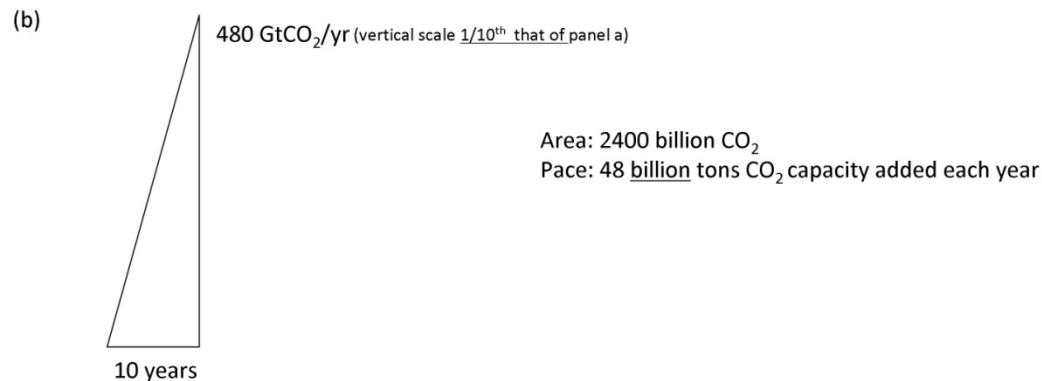 (b)
480 GtCO₂/yr (vertical scale 1/10ᵗʰ that of panel a)
Area: 2400 billion CO₂
Pace: 48 billion tons CO₂ capacity added each year
10 years